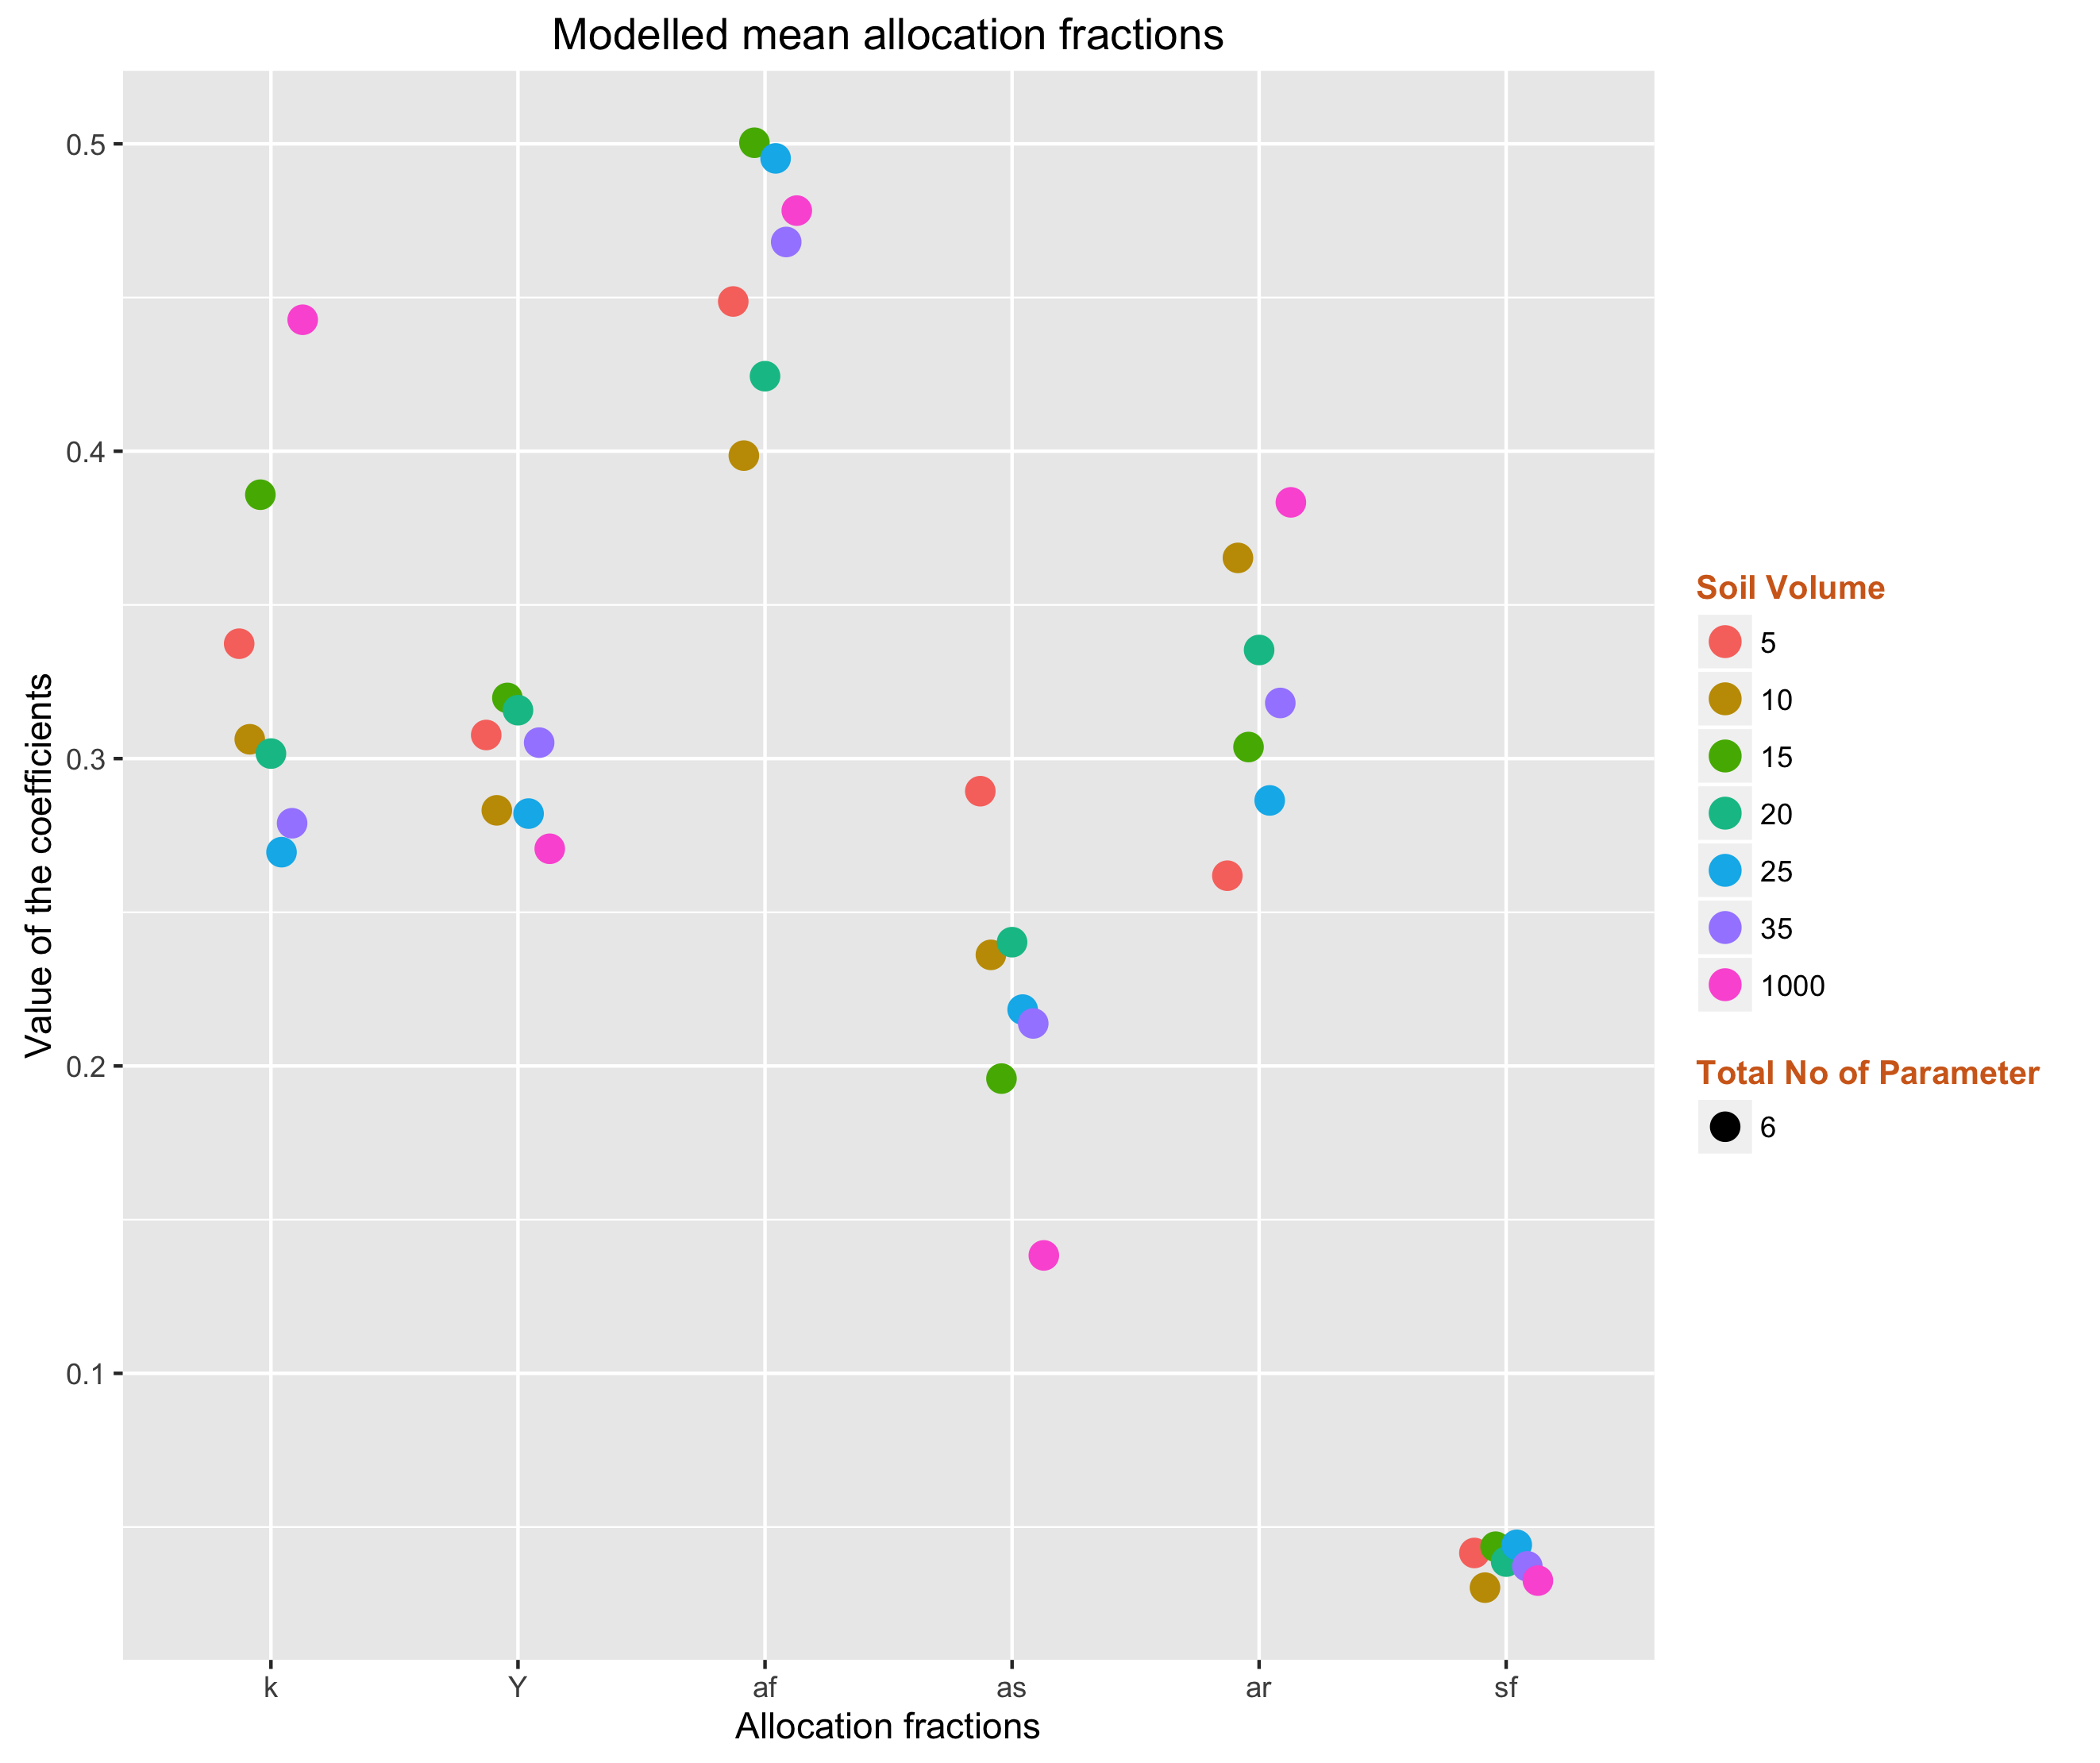 Modelled mean allocation fractions
Value of the coefficients
0.5
0.4
0.3
0.2
0.1
k Y af as ar sf
Allocation fractions
Soil Volume
5
10
15
20
25
35
1000
Total No of Parameter
6